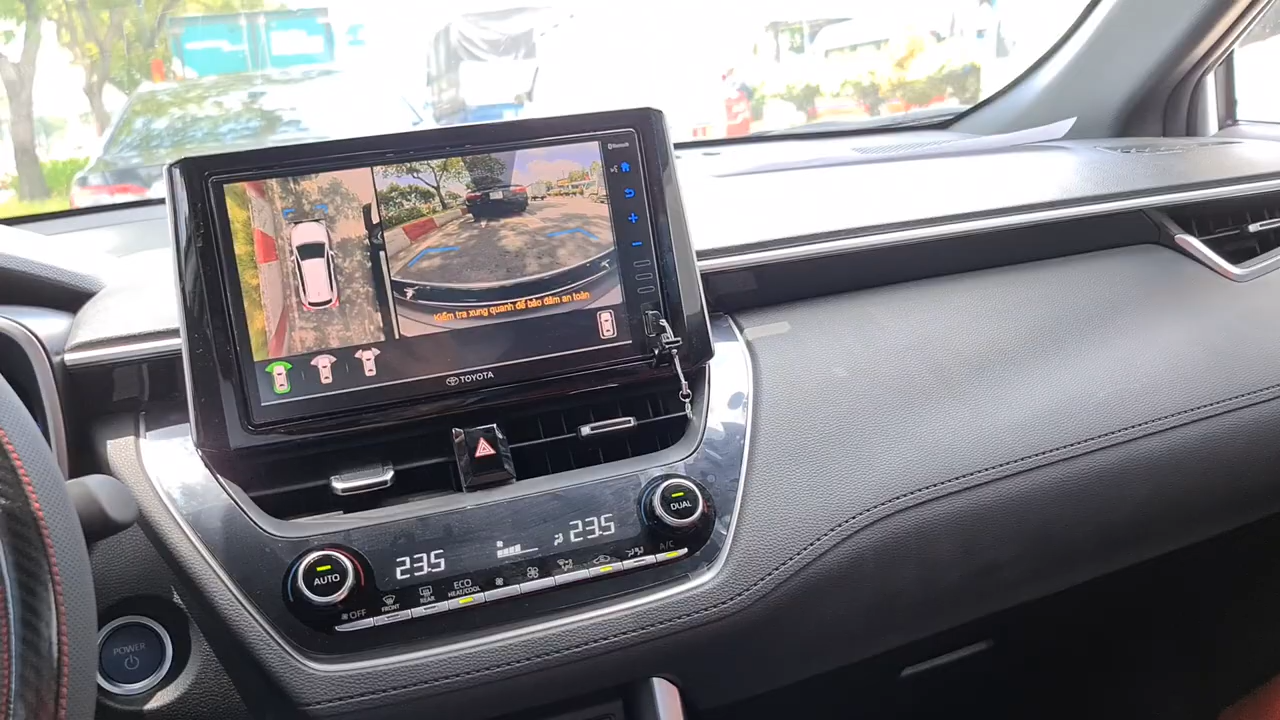 Bluetooth
Kiểm tra xung quanh để bảo đảm an toàn
TOYOTA
AUTO
23.5
23.5
DUAL
OFF
FRONT
REAR
ECO
HEAT/COOL
A/C
POWER